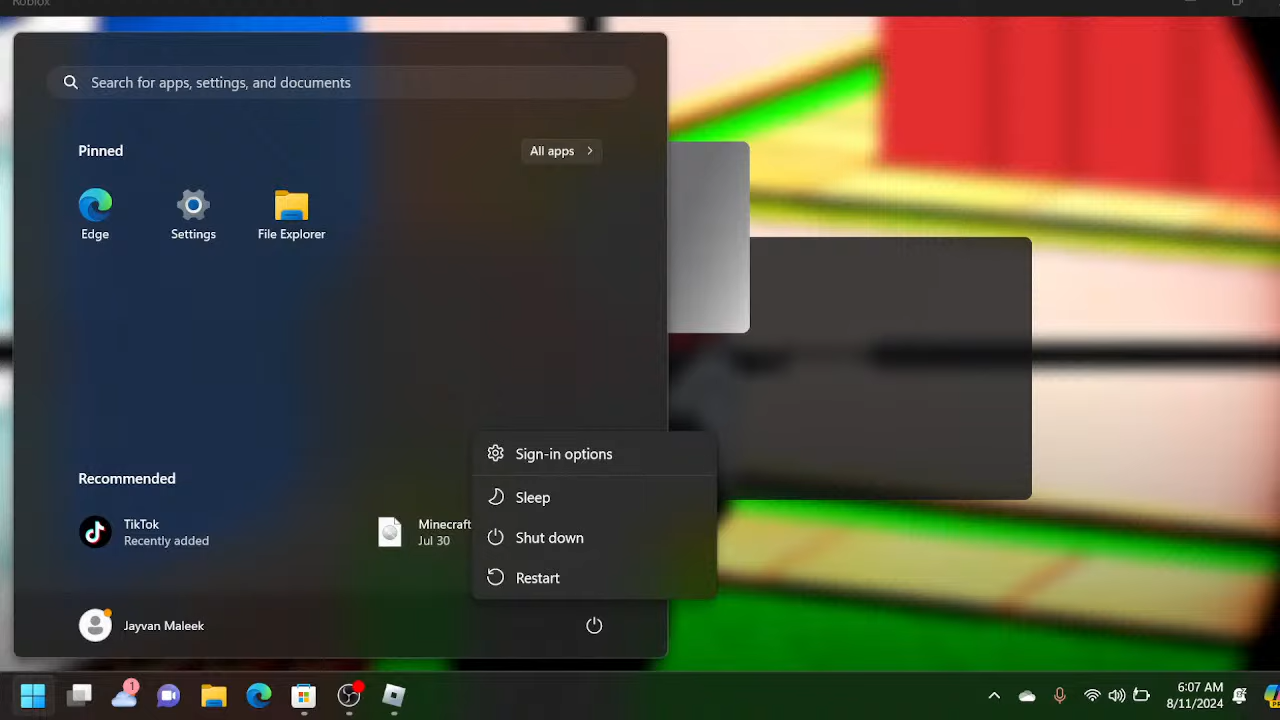 Roblox
Search for apps, settings, and documents
Pinned
All apps
Edge
Settings
File Explorer
Sign-in options
Sleep
Shut down
Restart
Recommended
TikTok
Recently added
Minecraft
Jul 30
Jayvan Maleek
1
6:07 AM
8/11/2024